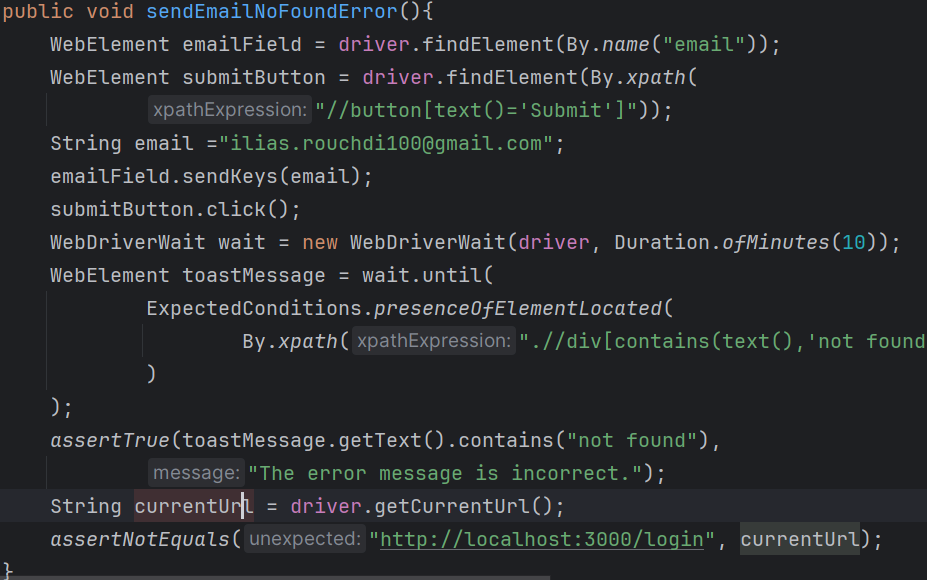 public void sendEmailNoFoundError(){
WebElement emailField = driver.findElement(By.name("email"));
WebElement submitButton = driver.findElement(By.xpath(
xpathExpression: "//button[text()='Submit']"));
String email ="ilias.rouchdi100@gmail.com";
emailField.sendKeys(email);
submitButton.click();
WebDriverWait wait = new WebDriverWait(driver, Duration.ofMinutes(10));
WebElement toastMessage = wait.until(
ExpectedConditions.presenceOfElementLocated(
By.xpath( xpathExpression: ".//div[contains(text(),'not found
)
);
assertTrue(toastMessage.getText().contains("not found"),
message: "The error message is incorrect.");
String currentUrl = driver.getCurrentUrl();
assertNotEquals( unexpected: "http://localhost:3000/login", currentUrl);
}